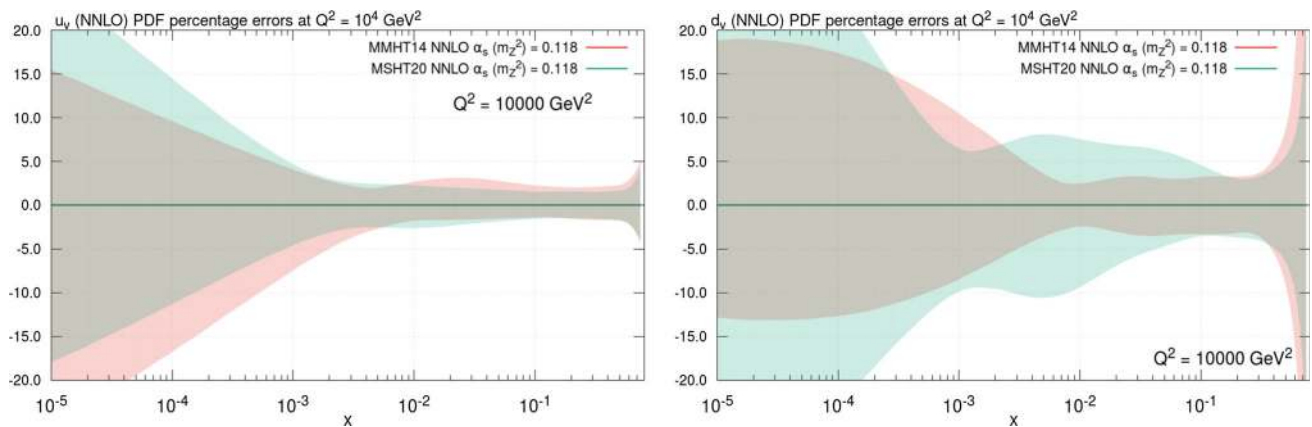 u_v (NNLO) PDF percentage errors at Q² = 10⁴ GeV²
20.0
15.0
10.0
5.0
0.0
-5.0
-10.0
-15.0
-20.0
MMHT14 NNLO α_s (m_Z²) = 0.118
MSHT20 NNLO α_s (m_Z²) = 0.118
Q² = 10000 GeV²
10⁻⁵ 10⁻⁴ 10⁻³ 10⁻² 10⁻¹
x
d_v (NNLO) PDF percentage errors at Q² = 10⁴ GeV²
20.0
15.0
10.0
5.0
0.0
-5.0
-10.0
-15.0
-20.0
MMHT14 NNLO α_s (m_Z²) = 0.118
MSHT20 NNLO α_s (m_Z²) = 0.118
Q² = 10000 GeV²
10⁻⁵ 10⁻⁴ 10⁻³ 10⁻² 10⁻¹
x